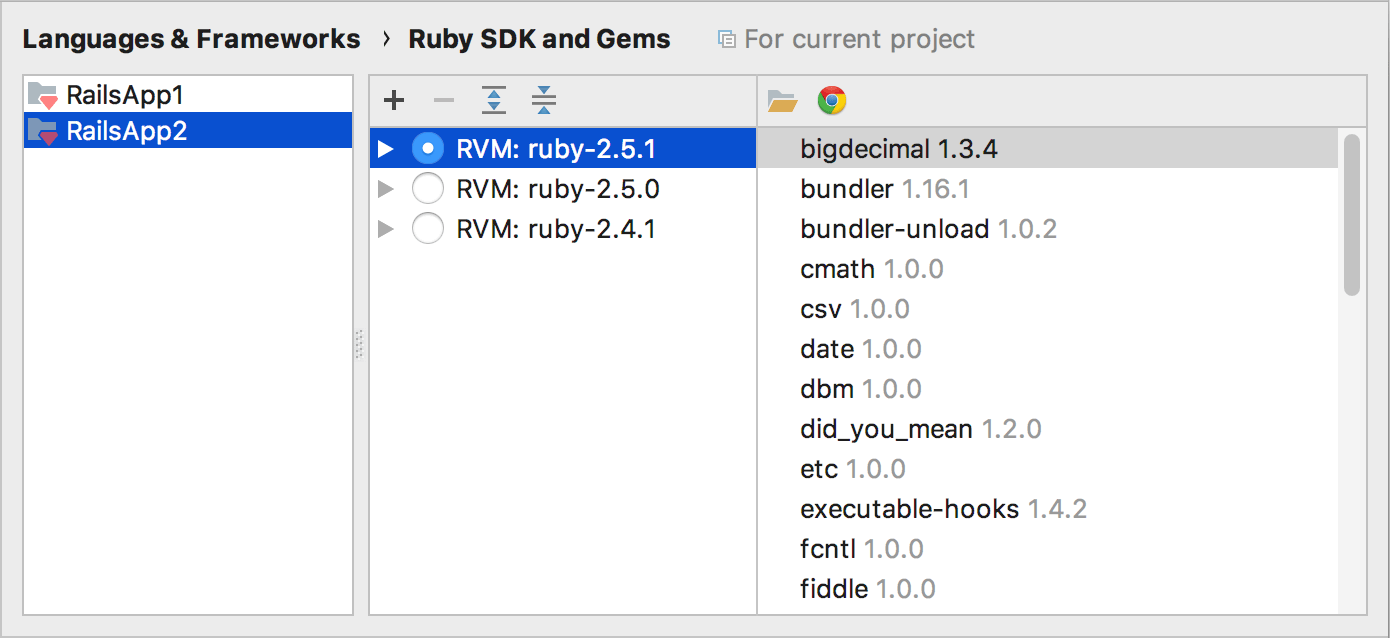 Languages & Frameworks › Ruby SDK and Gems For current project
RailsApp1
RailsApp2
RVM: ruby-2.5.1
RVM: ruby-2.5.0
RVM: ruby-2.4.1
bigdecimal 1.3.4
bundler 1.16.1
bundler-unload 1.0.2
cmath 1.0.0
csv 1.0.0
date 1.0.0
dbm 1.0.0
did_you_mean 1.2.0
etc 1.0.0
executable-hooks 1.4.2
fcntl 1.0.0
fiddle 1.0.0